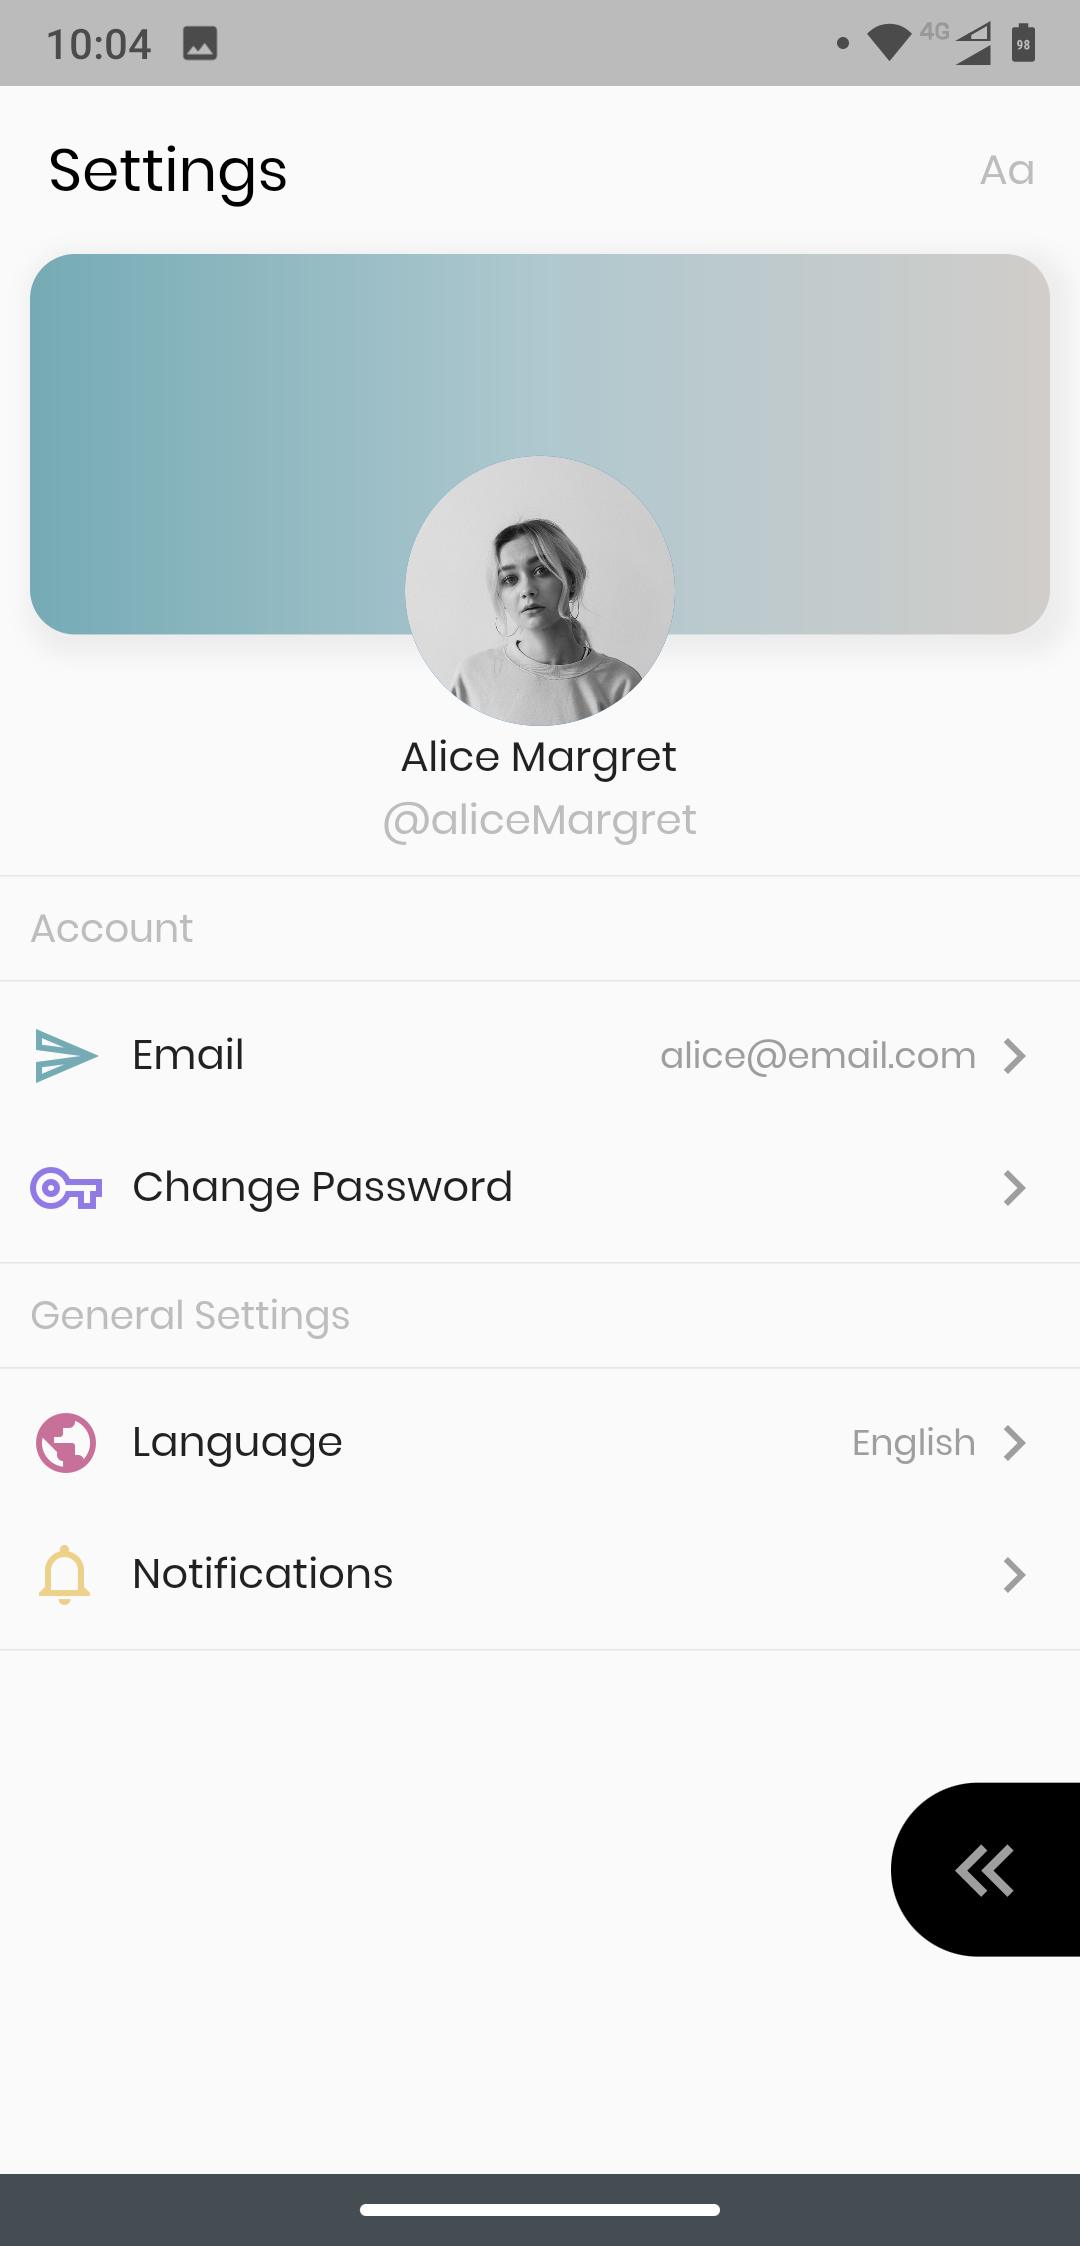 10:04
4G
98
Settings
Aa
Alice Margret
@aliceMargret
Account
Email alice@email.com
Change Password
General Settings
Language English
Notifications